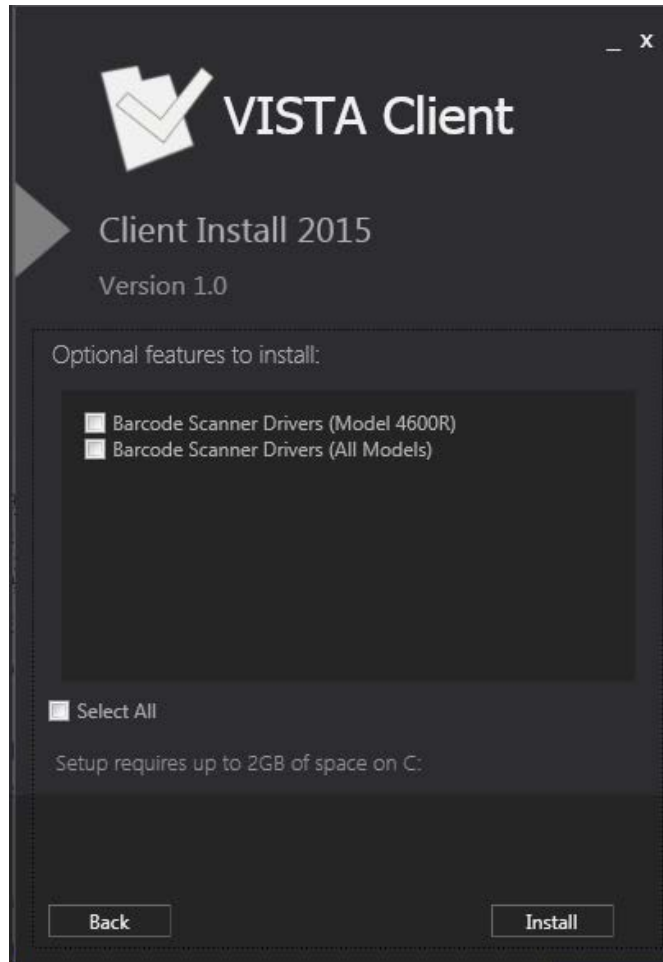 _ x
VISTA Client
Client Install 2015
Version 1.0
Optional features to install:
Barcode Scanner Drivers (Model 4600R)
Barcode Scanner Drivers (All Models)
Select All
Setup requires up to 2GB of space on C:
Back
Install